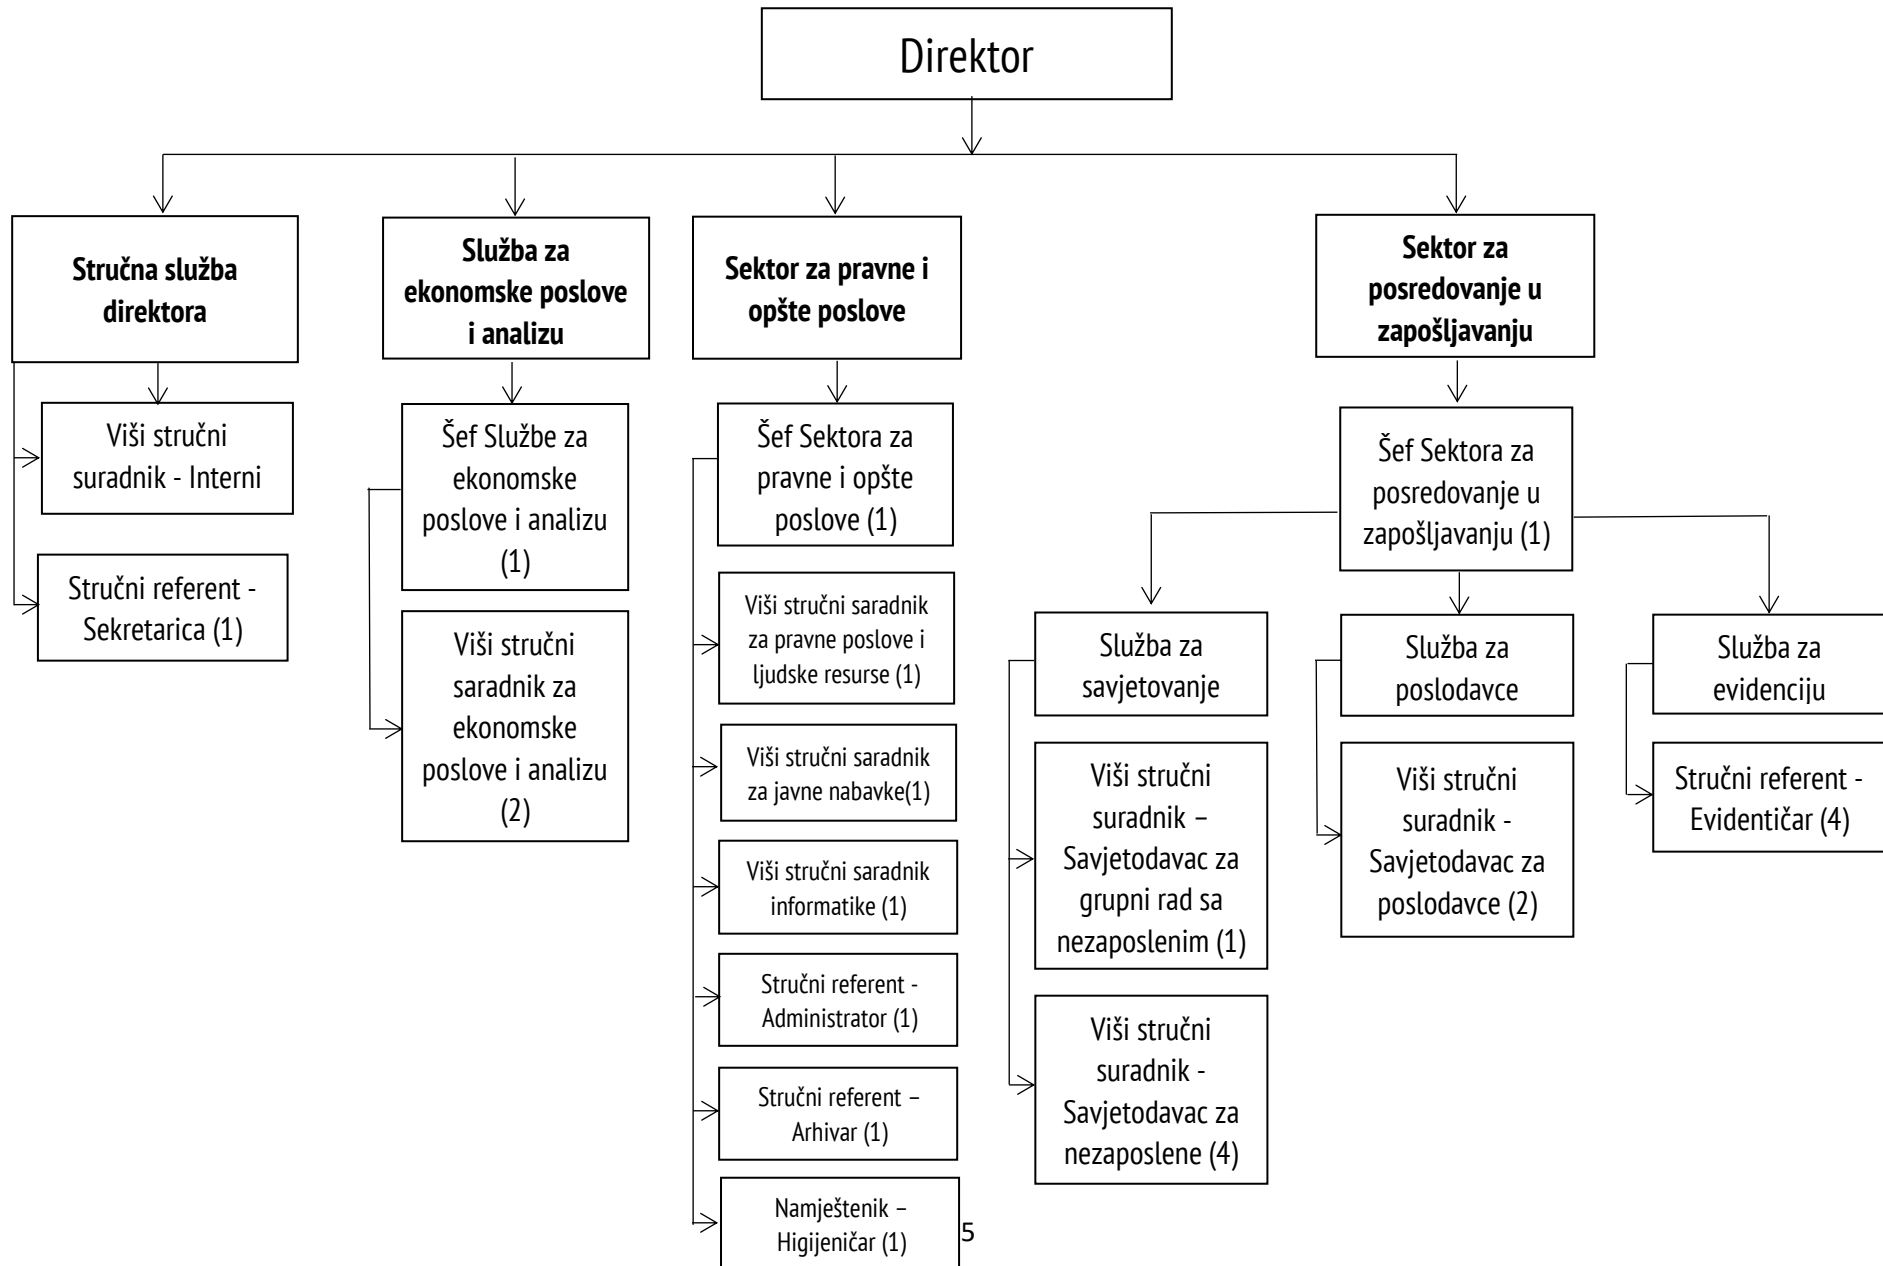 Direktor
Stručna služba
direktora
Služba za
ekonomske poslove
i analizu
Sektor za pravne i
opšte poslove
Sektor za
posredovanje u
zapošljavanju
Viši stručni
suradnik - Interni
Stručni referent -
Sekretarica (1)
Šef Službe za
ekonomske
poslove i analizu
(1)
Viši stručni
saradnik za
ekonomske
poslove i analizu
(2)
Šef Sektora za
pravne i opšte
poslove (1)
Viši stručni saradnik
za pravne poslove i
ljudske resurse (1)
Viši stručni saradnik
za javne nabavke(1)
Viši stručni saradnik
informatike (1)
Stručni referent -
Administrator (1)
Stručni referent –
Arhivar (1)
Namještenik –
Higijeničar (1)
Šef Sektora za
posredovanje u
zapošljavanju (1)
Služba za
savjetovanje
Viši stručni
suradnik –
Savjetodavac za
grupni rad sa
nezaposlenim (1)
Viši stručni
suradnik -
Savjetodavac za
nezaposlene (4)
Služba za
poslodavce
Viši stručni
suradnik -
Savjetodavac za
poslodavce (2)
Služba za
evidenciju
Stručni referent -
Evidentičar (4)
5